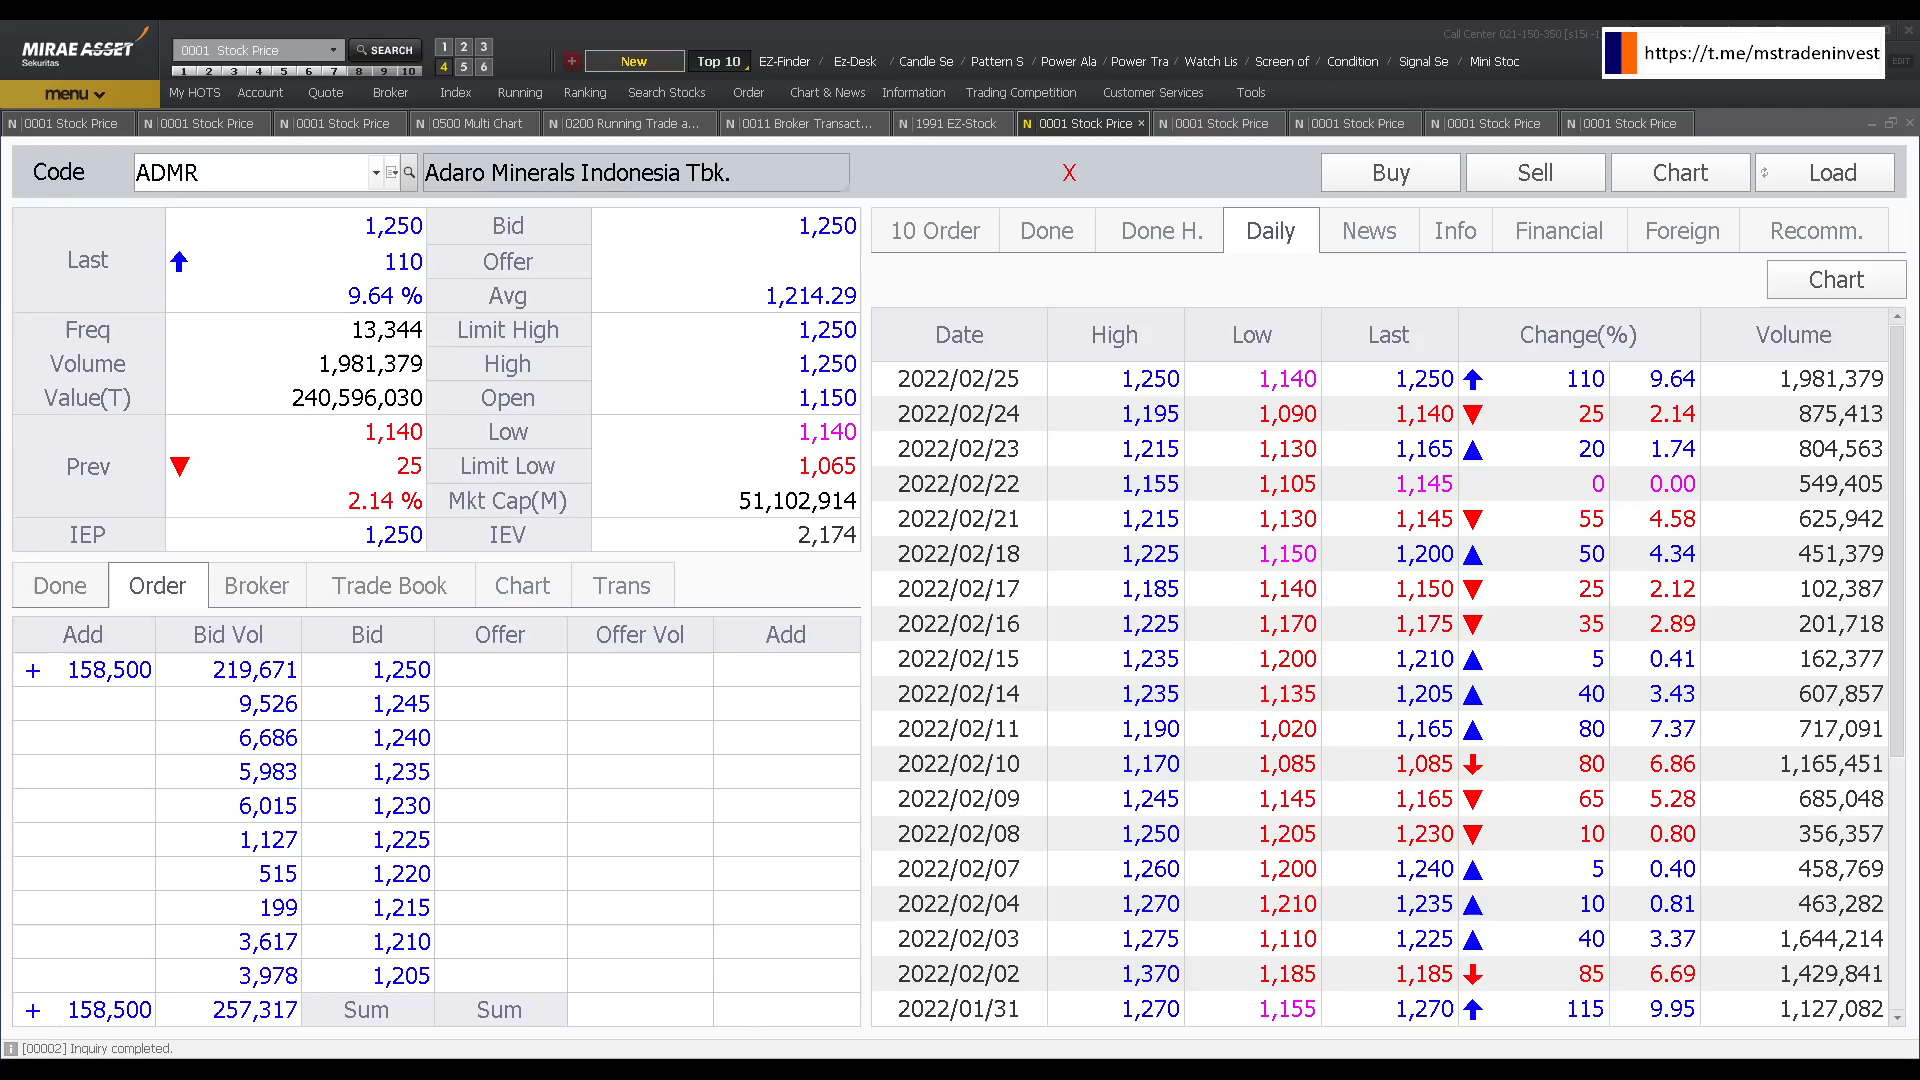 MIRAE ASSET
Sekuritas
0001 Stock Price
SEARCH
1 2 3
4 5 6
1 2 3 4 5 6 7 8 9 10
New
Top 10
EZ-Finder / Ez-Desk / Candle Se / Pattern S / Power Ala / Power Tra / Watch Lis / Screen of / Condition / Signal Se / Mini Stoc
Call Center 021-150-350 [s15i -1
https://t.me/mstradeninvest
EDIT
menu
My HOTS Account Quote Broker Index Running Ranking Search Stocks Order Chart & News Information Trading Competition Customer Services Tools
N 0001 Stock Price N 0001 Stock Price N 0001 Stock Price N 0500 Multi Chart N 0200 Running Trade a... N 0011 Broker Transact... N 1991 EZ-Stock N 0001 Stock Price × N 0001 Stock Price N 0001 Stock Price N 0001 Stock Price N 0001 Stock Price
Code ADMR Adaro Minerals Indonesia Tbk. X Buy Sell Chart Load
Last 1,250 Bid 1,250
110 Offer
9.64 % Avg 1,214.29
Freq 13,344 Limit High 1,250
Volume 1,981,379 High 1,250
Value(T) 240,596,030 Open 1,150
Prev 1,140 Low 1,140
25 Limit Low 1,065
2.14 % Mkt Cap(M) 51,102,914
IEP 1,250 IEV 2,174
Done Order Broker Trade Book Chart Trans
Add Bid Vol Bid Offer Offer Vol Add
+ 158,500 219,671 1,250
9,526 1,245
6,686 1,240
5,983 1,235
6,015 1,230
1,127 1,225
515 1,220
199 1,215
3,617 1,210
3,978 1,205
+ 158,500 257,317 Sum Sum
10 Order Done Done H. Daily News Info Financial Foreign Recomm.
Chart
Date High Low Last Change(%) Volume
2022/02/25 1,250 1,140 1,250 110 9.64 1,981,379
2022/02/24 1,195 1,090 1,140 25 2.14 875,413
2022/02/23 1,215 1,130 1,165 20 1.74 804,563
2022/02/22 1,155 1,105 1,145 0 0.00 549,405
2022/02/21 1,215 1,130 1,145 55 4.58 625,942
2022/02/18 1,225 1,150 1,200 50 4.34 451,379
2022/02/17 1,185 1,140 1,150 25 2.12 102,387
2022/02/16 1,225 1,170 1,175 35 2.89 201,718
2022/02/15 1,235 1,200 1,210 5 0.41 162,377
2022/02/14 1,235 1,135 1,205 40 3.43 607,857
2022/02/11 1,190 1,020 1,165 80 7.37 717,091
2022/02/10 1,170 1,085 1,085 80 6.86 1,165,451
2022/02/09 1,245 1,145 1,165 65 5.28 685,048
2022/02/08 1,250 1,205 1,230 10 0.80 356,357
2022/02/07 1,260 1,200 1,240 5 0.40 458,769
2022/02/04 1,270 1,210 1,235 10 0.81 463,282
2022/02/03 1,275 1,110 1,225 40 3.37 1,644,214
2022/02/02 1,370 1,185 1,185 85 6.69 1,429,841
2022/01/31 1,270 1,155 1,270 115 9.95 1,127,082
[00002] Inquiry completed.